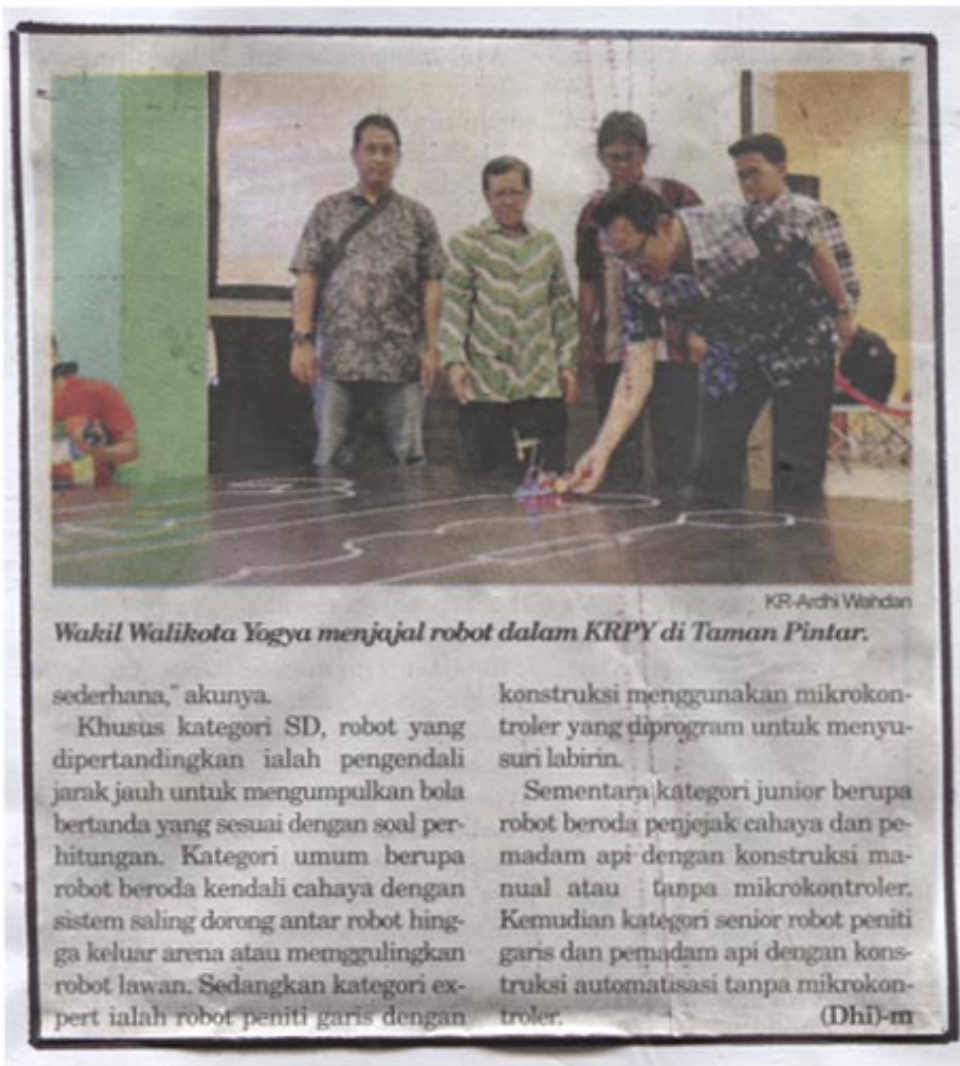 KR-Ardhi Wahdan
Wakil Walikota Yogya menjajal robot dalam KRPY di Taman Pintar.
sederhana," akunya.
Khusus kategori SD, robot yang
dipertandingkan ialah pengendali
jarak jauh untuk mengumpulkan bola
bertanda yang sesuai dengan soal per-
hitungan. Kategori umum berupa
robot beroda kendali cahaya dengan
sistem saling dorong antar robot hing-
ga keluar arena atau memggulingkan
robot lawan. Sedangkan kategori ex-
pert ialah robot peniti garis dengan
konstruksi menggunakan mikrokon-
troler yang diprogram untuk menyu-
suri labirin.
Sementara kategori junior berupa
robot beroda penjejak cahaya dan pe-
madam api dengan konstruksi ma-
nual atau tanpa mikrokontroler.
Kemudian kategori senior robot peniti
garis dan pemadam api dengan kons-
truksi automatisasi tanpa mikrokon-
troler. (Dhi)-m